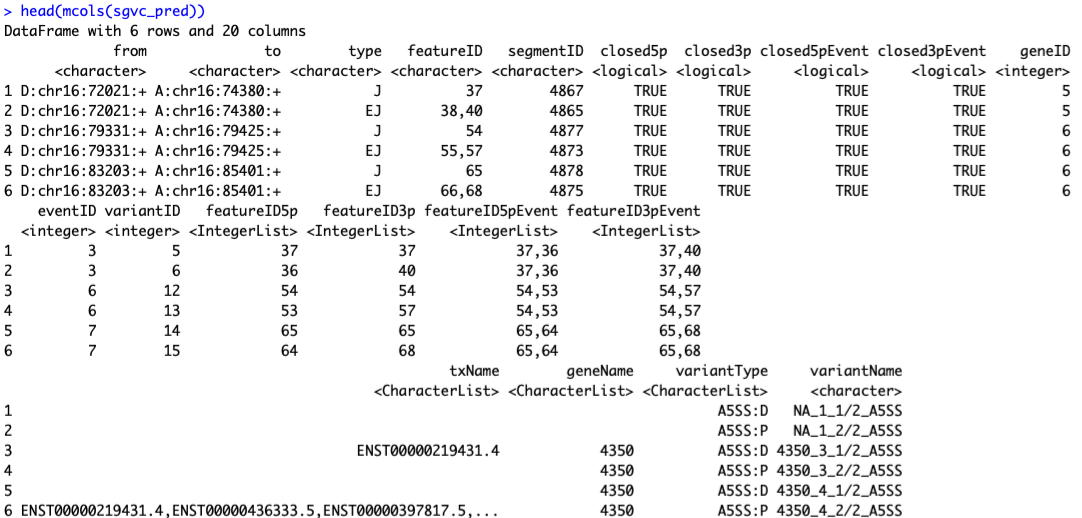 > head(mcols(sgvc_pred))
DataFrame with 6 rows and 20 columns
from to type featureID segmentID closed5p closed3p closed5pEvent closed3pEvent geneID
<character> <character> <character> <character> <character> <logical> <logical> <logical> <logical> <integer>
1 D:chr16:72021:+ A:chr16:74380:+ J 37 4867 TRUE TRUE TRUE TRUE 5
2 D:chr16:72021:+ A:chr16:74380:+ EJ 38,40 4865 TRUE TRUE TRUE TRUE 5
3 D:chr16:79331:+ A:chr16:79425:+ J 54 4877 TRUE TRUE TRUE TRUE 6
4 D:chr16:79331:+ A:chr16:79425:+ EJ 55,57 4873 TRUE TRUE TRUE TRUE 6
5 D:chr16:83203:+ A:chr16:85401:+ J 65 4878 TRUE TRUE TRUE TRUE 6
6 D:chr16:83203:+ A:chr16:85401:+ EJ 66,68 4875 TRUE TRUE TRUE TRUE 6
eventID variantID featureID5p featureID3p featureID5pEvent featureID3pEvent
<integer> <integer> <IntegerList> <IntegerList> <IntegerList> <IntegerList>
1 3 5 37 37 37,36 37,40
2 3 6 36 40 37,36 37,40
3 6 12 54 54 54,53 54,57
4 6 13 53 57 54,53 54,57
5 7 14 65 65 65,64 65,68
6 7 15 64 68 65,64 65,68
txName geneName variantType variantName
<CharacterList> <CharacterList> <CharacterList> <character>
1 A5SS:D NA_1_1/2_A5SS
2 A5SS:P NA_1_2/2_A5SS
3 ENST00000219431.4 4350 A5SS:D 4350_3_1/2_A5SS
4 4350 A5SS:P 4350_3_2/2_A5SS
5 4350 A5SS:D 4350_4_1/2_A5SS
6 ENST00000219431.4,ENST00000436333.5,ENST00000397817.5,... 4350 A5SS:P 4350_4_2/2_A5SS